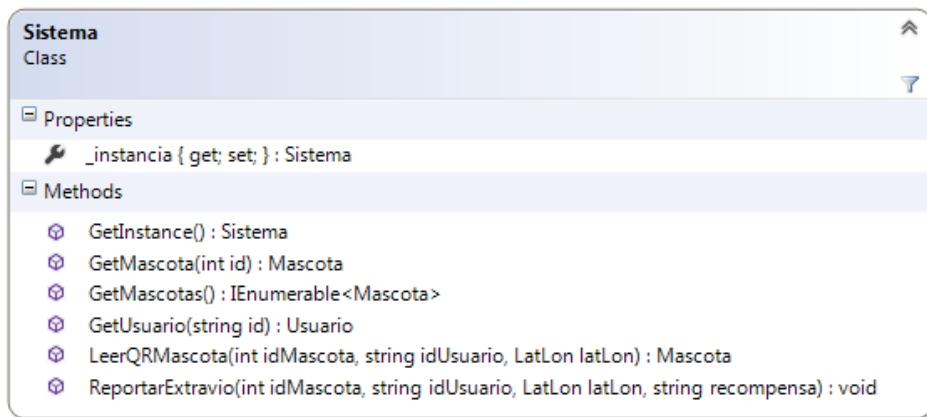 Sistema
Class
Properties
_instancia { get; set; } : Sistema
Methods
GetInstance() : Sistema
GetMascota(int id) : Mascota
GetMascotas() : IEnumerable<Mascota>
GetUsuario(string id) : Usuario
LeerQRMascota(int idMascota, string idUsuario, LatLon latLon) : Mascota
ReportarExtravio(int idMascota, string idUsuario, LatLon latLon, string recompensa) : void